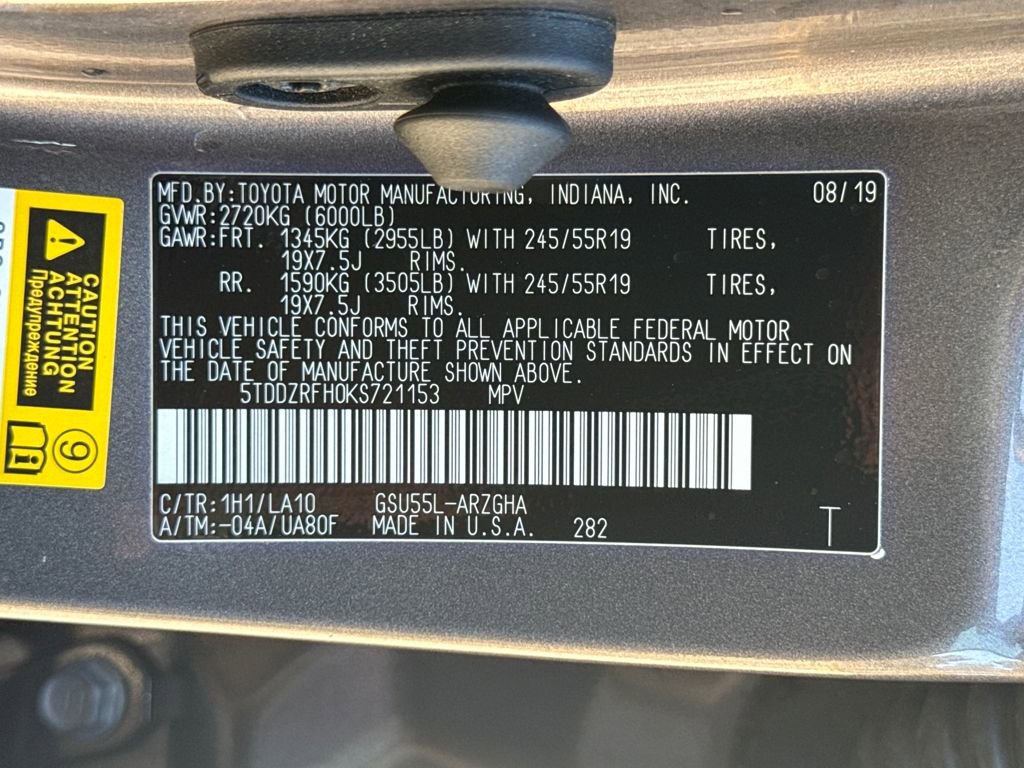 MFD.BY:TOYOTA MOTOR MANUFACTURING, INDIANA, INC. 08/19
GVWR:2720KG (6000LB)
GAWR:FRT. 1345KG (2955LB) WITH 245/55R19 TIRES,
19X7.5J RIMS.
RR. 1590KG (3505LB) WITH 245/55R19 TIRES,
19X7.5J RIMS.
THIS VEHICLE CONFORMS TO ALL APPLICABLE FEDERAL MOTOR
VEHICLE SAFETY AND THEFT PREVENTION STANDARDS IN EFFECT ON
THE DATE OF MANUFACTURE SHOWN ABOVE.
5TDDZRFH0KS721153 MPV
C/TR:1H1/LA10 GSU55L-ARZGHA
A/TM:-04A/UA80F MADE IN U.S.A. 282 T
CAUTION
ATTENTION
ACHTUNG
Предупреждение
9